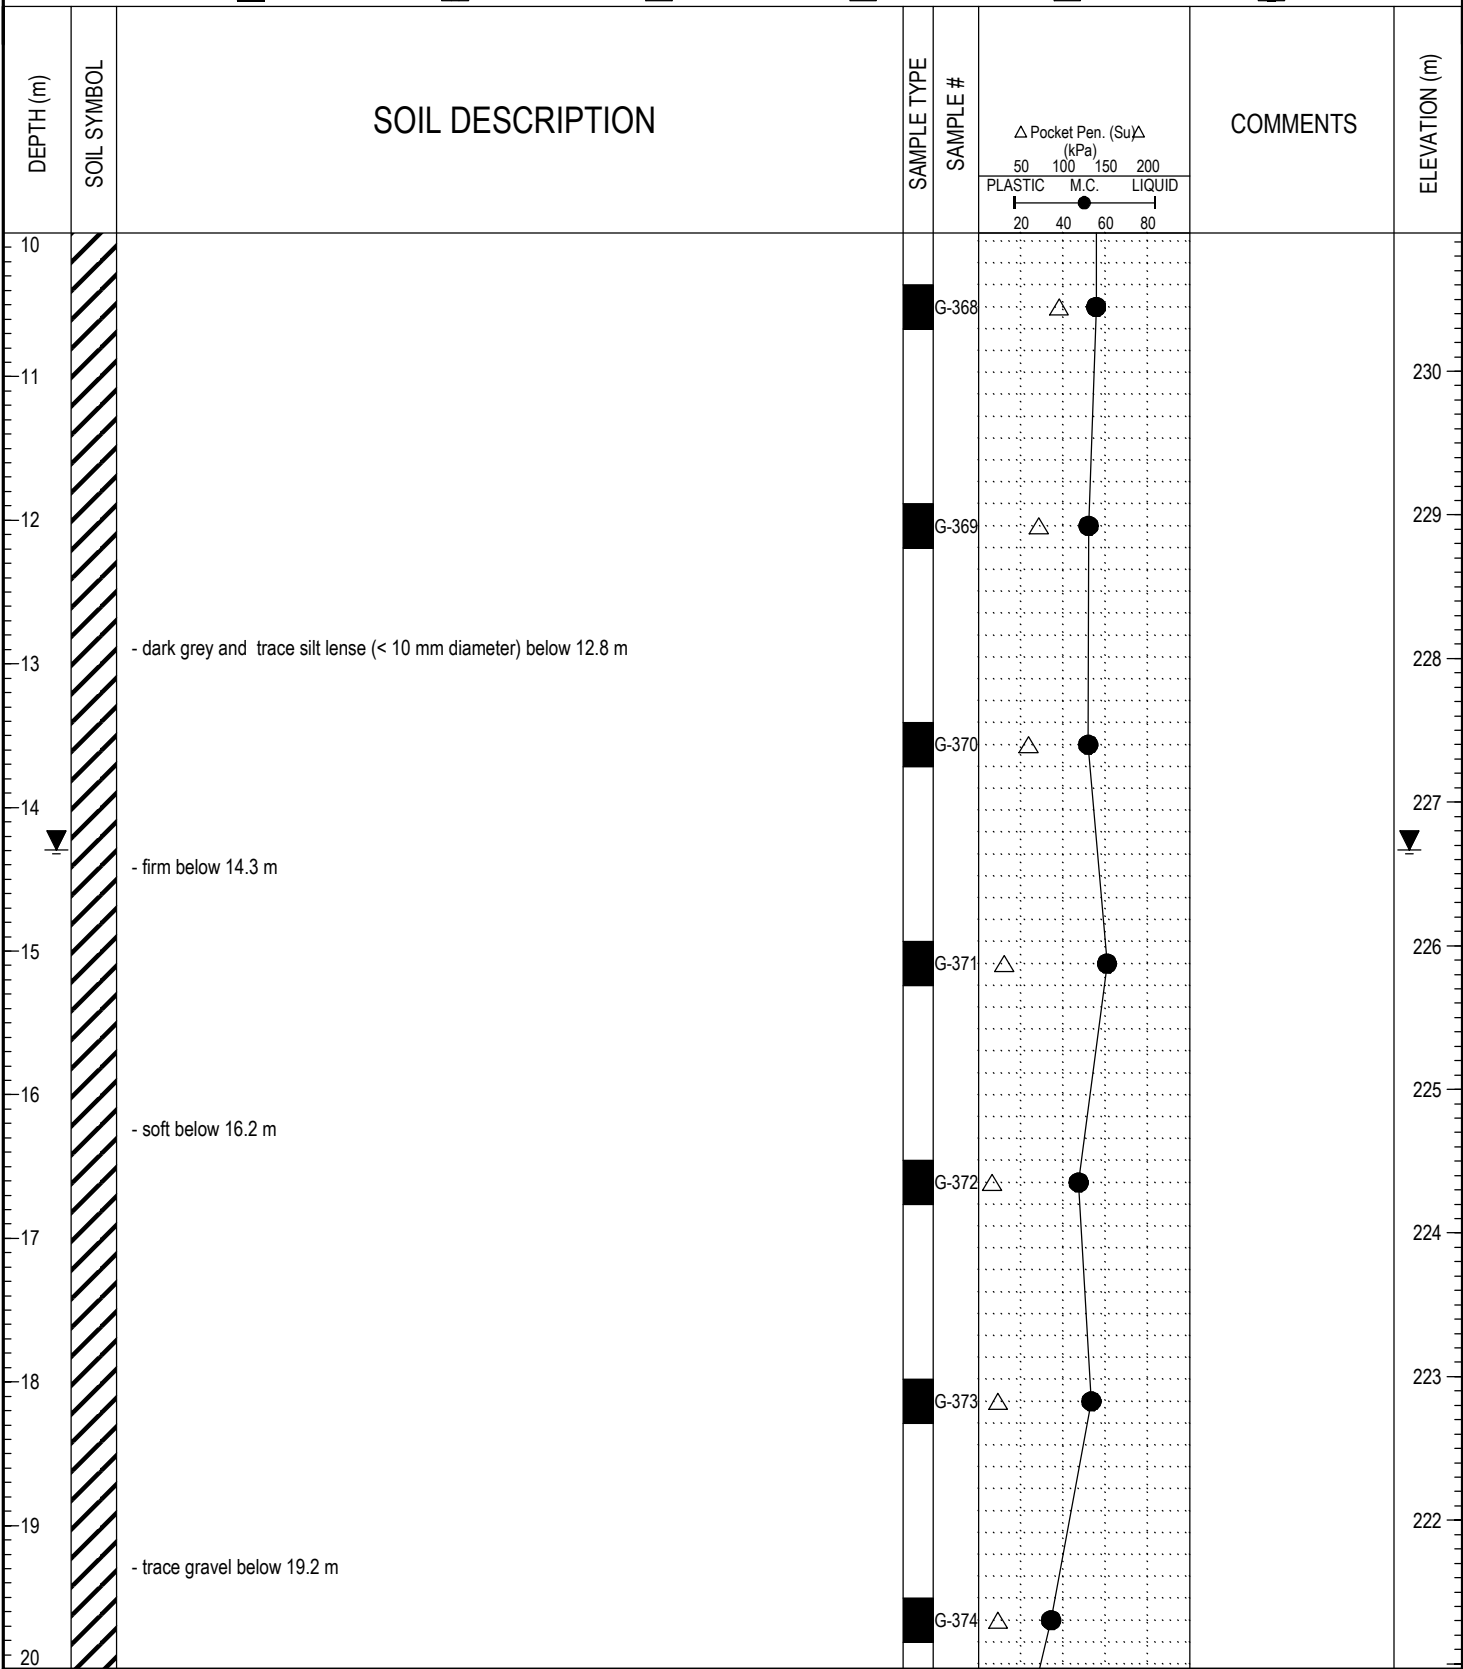 DEPTH (m)
SOIL SYMBOL
SOIL DESCRIPTION
SAMPLE TYPE
SAMPLE #
△ Pocket Pen. (Su)△
(kPa)
50 100 150 200
PLASTIC M.C. LIQUID
20 40 60 80
COMMENTS
ELEVATION (m)
10
G-368
11
230
12
G-369
229
- dark grey and trace silt lense (< 10 mm diameter) below 12.8 m
13
228
G-370
14
227
- firm below 14.3 m
15
226
G-371
16
225
- soft below 16.2 m
G-372
17
224
18
223
G-373
19
222
- trace gravel below 19.2 m
G-374
20